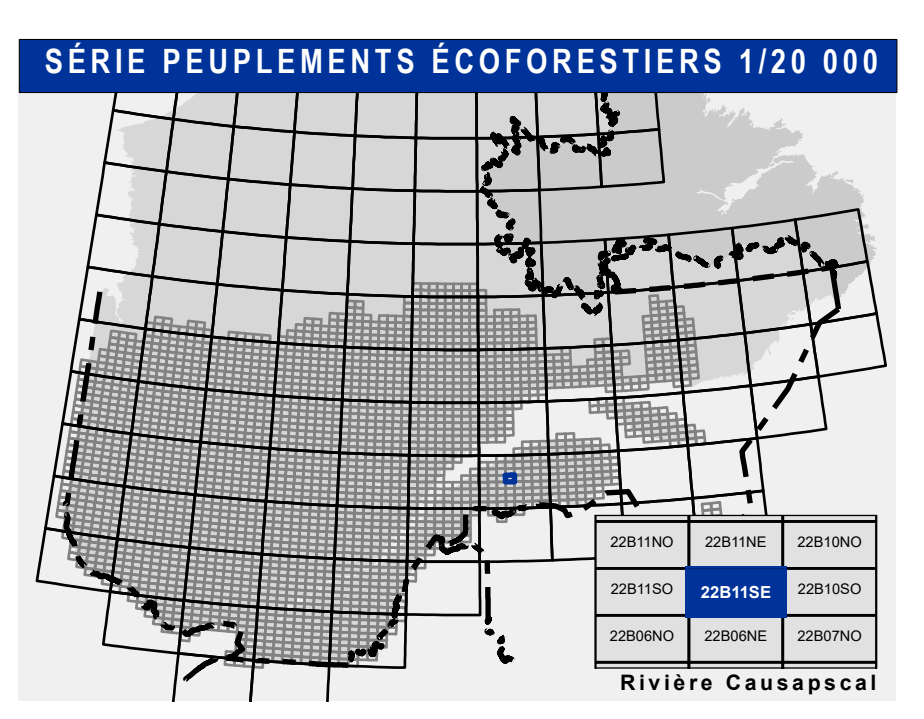 SÉRIE PEUPLEMENTS ÉCOFORESTIERS 1/20 000
22B11NO 22B11NE 22B10NO
22B11SO 22B11SE 22B10SO
22B06NO 22B06NE 22B07NO
Rivière Causapscal